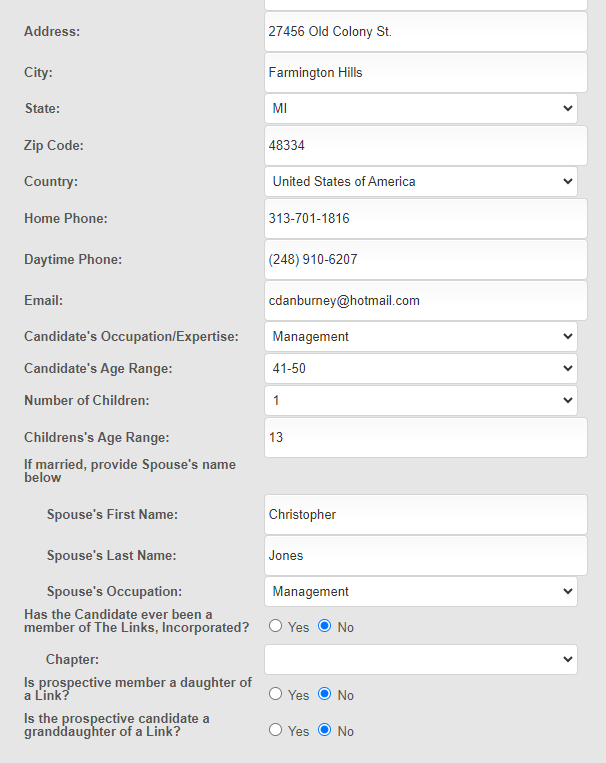 Address: 27456 Old Colony St.
City: Farmington Hills
State: MI
Zip Code: 48334
Country: United States of America
Home Phone: 313-701-1816
Daytime Phone: (248) 910-6207
Email: cdanburney@hotmail.com
Candidate's Occupation/Expertise: Management
Candidate's Age Range: 41-50
Number of Children: 1
Childrens's Age Range: 13
If married, provide Spouse's name
below
Spouse's First Name: Christopher
Spouse's Last Name: Jones
Spouse's Occupation: Management
Has the Candidate ever been a
member of The Links, Incorporated? Yes No
Chapter:
Is prospective member a daughter of
a Link? Yes No
Is the prospective candidate a
granddaughter of a Link? Yes No